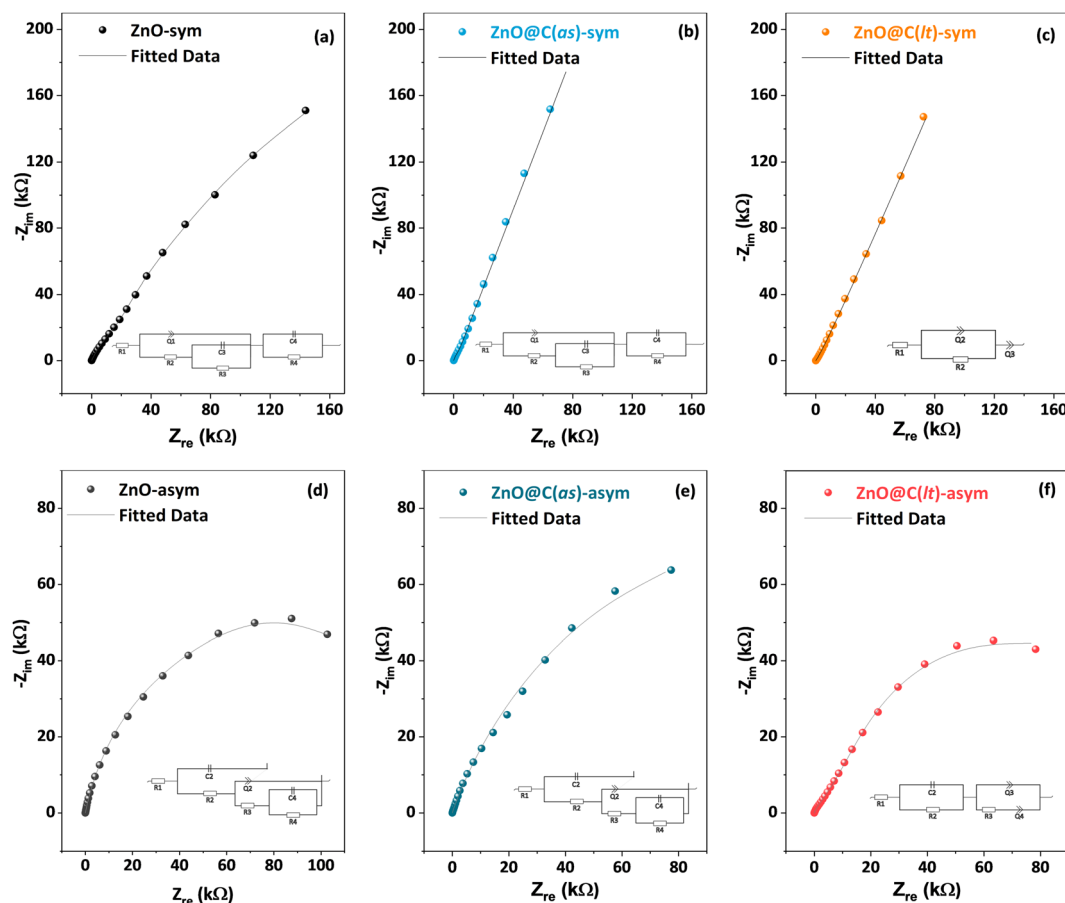 200
ZnO-sym
(a)
Fitted Data
160
120
80
40
0
-Z_im (kΩ)
Q1
C4
R1
C3
R2
R4
R3
0 40 80 120 160
Z_re (kΩ)
200
ZnO@C(as)-sym
(b)
Fitted Data
160
120
80
40
0
-Z_im (kΩ)
Q1
C4
R1
C3
R2
R4
R3
0 40 80 120 160
Z_re (kΩ)
200
ZnO@C(lt)-sym
(c)
Fitted Data
160
120
80
40
0
-Z_im (kΩ)
Q2
R1
Q3
R2
0 40 80 120 160
Z_re (kΩ)
ZnO-asym
(d)
80
Fitted Data
60
40
20
0
-Z_im (kΩ)
C2
R1
Q2
R2
C4
R3
R4
0 20 40 60 80 100
Z_re (kΩ)
ZnO@C(as)-asym
(e)
80
Fitted Data
60
40
20
0
-Z_im (kΩ)
C2
R1
Q2
R2
C4
R3
R4
0 20 40 60 80
Z_re (kΩ)
ZnO@C(lt)-asym
(f)
80
Fitted Data
60
40
20
0
-Z_im (kΩ)
C2
Q3
R1
R2
R3
Q4
0 20 40 60 80
Z_re (kΩ)